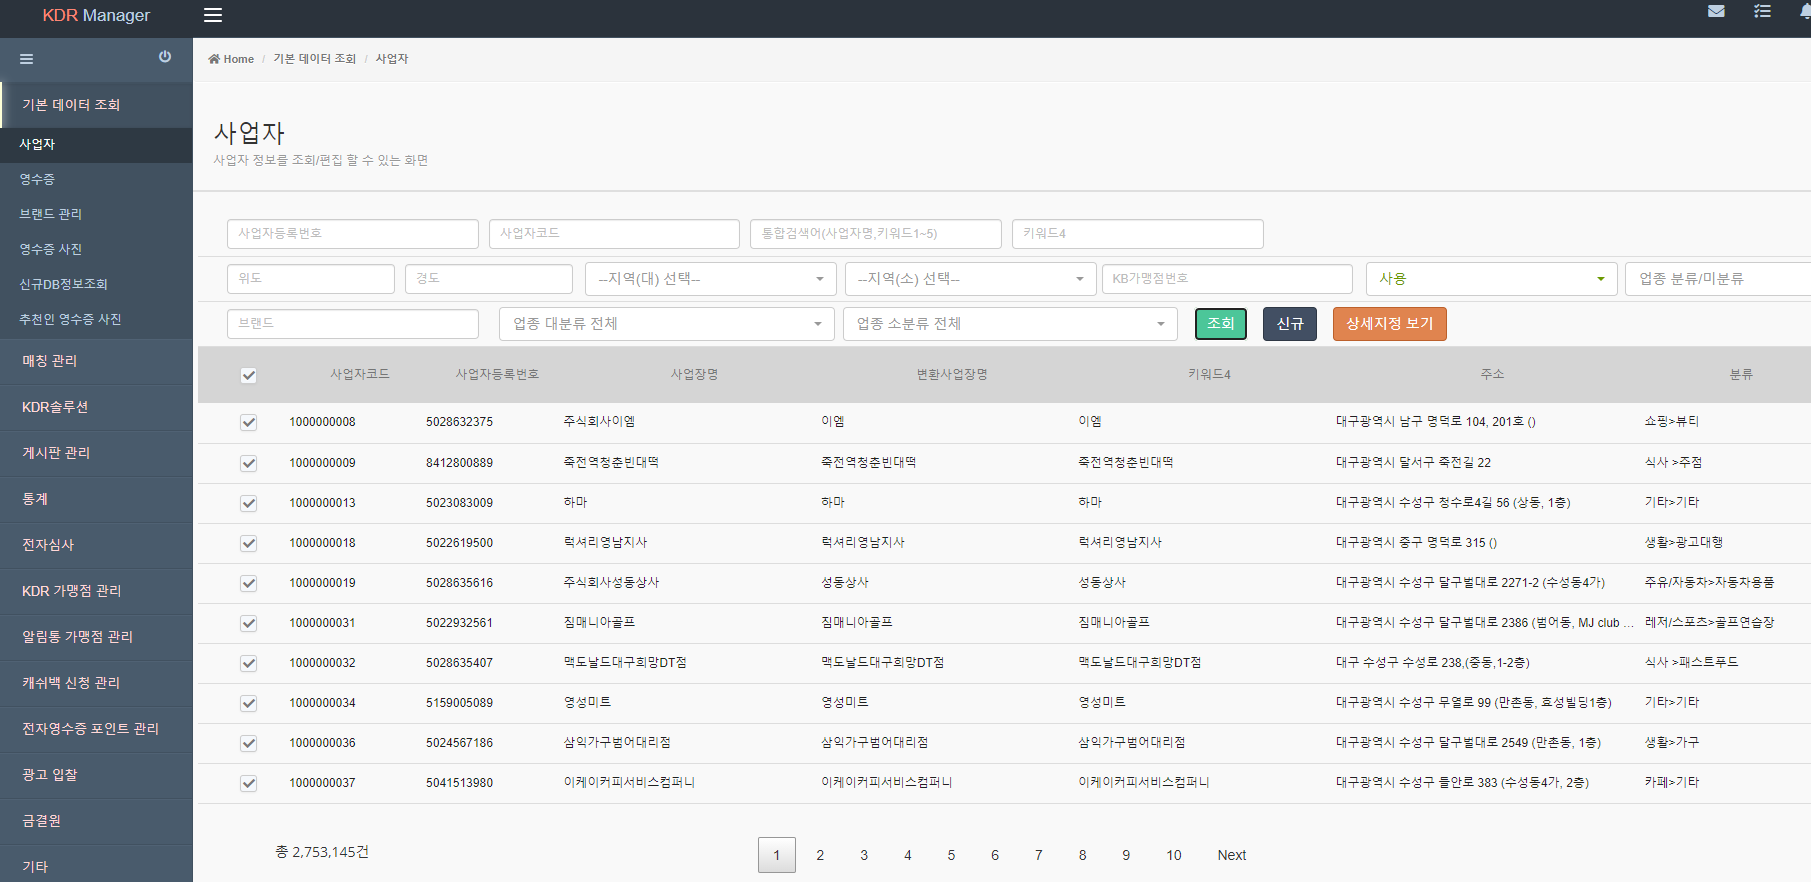 KDR Manager
Home / 기본 데이터 조회 / 사업자
기본 데이터 조회
사업자
영수증
브랜드 관리
영수증 사진
신규DB정보조회
추천인 영수증 사진
매칭 관리
KDR솔루션
게시판 관리
통계
전자심사
KDR 가맹점 관리
알림통 가맹점 관리
캐쉬백 신청 관리
전자영수증 포인트 관리
광고 입찰
금결원
기타
사업자
사업자 정보를 조회/편집 할 수 있는 화면
사업자등록번호 사업자코드 통합검색어(사업자명,키워드1~5) 키워드4
위도 경도 --지역(대) 선택-- --지역(소) 선택-- KB가맹점번호 사용 업종 분류/미분류
브랜드 업종 대분류 전체 업종 소분류 전체 조회 신규 상세지정 보기
사업자코드 사업자등록번호 사업장명 변환사업장명 키워드4 주소 분류
1000000008 5028632375 주식회사이엠 이엠 이엠 대구광역시 남구 명덕로 104, 201호 () 쇼핑>뷰티
1000000009 8412800889 죽전역청춘빈대떡 죽전역청춘빈대떡 죽전역청춘빈대떡 대구광역시 달서구 죽전길 22 식사 >주점
1000000013 5023083009 하마 하마 하마 대구광역시 수성구 청수로4길 56 (상동, 1층) 기타>기타
1000000018 5022619500 럭셔리영남지사 럭셔리영남지사 럭셔리영남지사 대구광역시 중구 명덕로 315 () 생활>광고대행
1000000019 5028635616 주식회사성동상사 성동상사 성동상사 대구광역시 수성구 달구벌대로 2271-2 (수성동4가) 주유/자동차>자동차용품
1000000031 5022932561 짐매니아골프 짐매니아골프 짐매니아골프 대구광역시 수성구 달구벌대로 2386 (범어동, MJ club ... 레저/스포츠>골프연습장
1000000032 5028635407 맥도날드대구희망DT점 맥도날드대구희망DT점 맥도날드대구희망DT점 대구 수성구 수성로 238,(중동,1-2층) 식사 >패스트푸드
1000000034 5159005089 영성미트 영성미트 영성미트 대구광역시 수성구 무열로 99 (만촌동, 효성빌딩1층) 기타>기타
1000000036 5024567186 삼익가구범어대리점 삼익가구범어대리점 삼익가구범어대리점 대구광역시 수성구 달구벌대로 2549 (만촌동, 1층) 생활>가구
1000000037 5041513980 이케이커피서비스컴퍼니 이케이커피서비스컴퍼니 이케이커피서비스컴퍼니 대구광역시 수성구 들안로 383 (수성동4가, 2층) 카페>기타
총 2,753,145건 1 2 3 4 5 6 7 8 9 10 Next